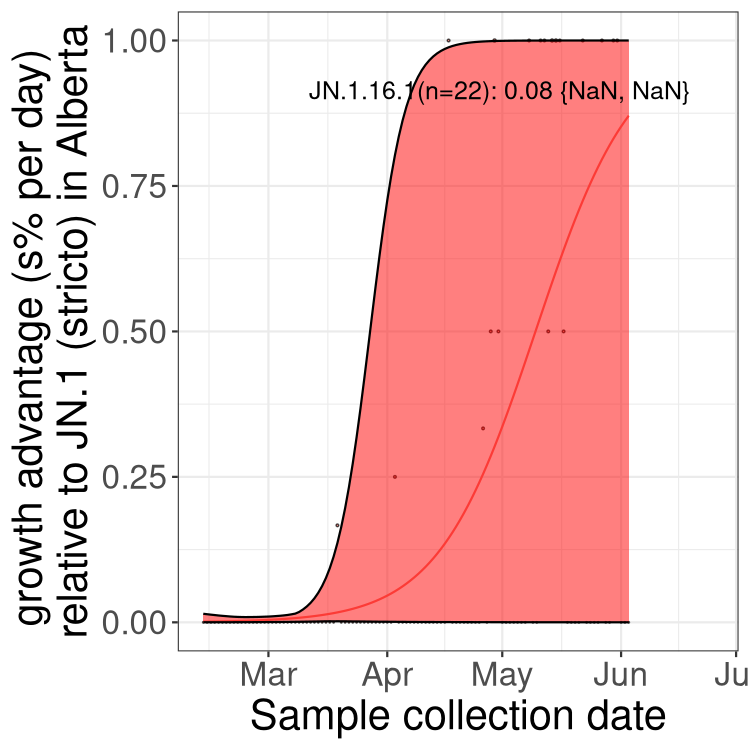 growth advantage (s% per day)
relative to JN.1 (stricto) in Alberta
1.00
0.75
0.50
0.25
0.00
JN.1.16.1(n=22): 0.08 {NaN, NaN}
Mar Apr May Jun Ju
Sample collection date